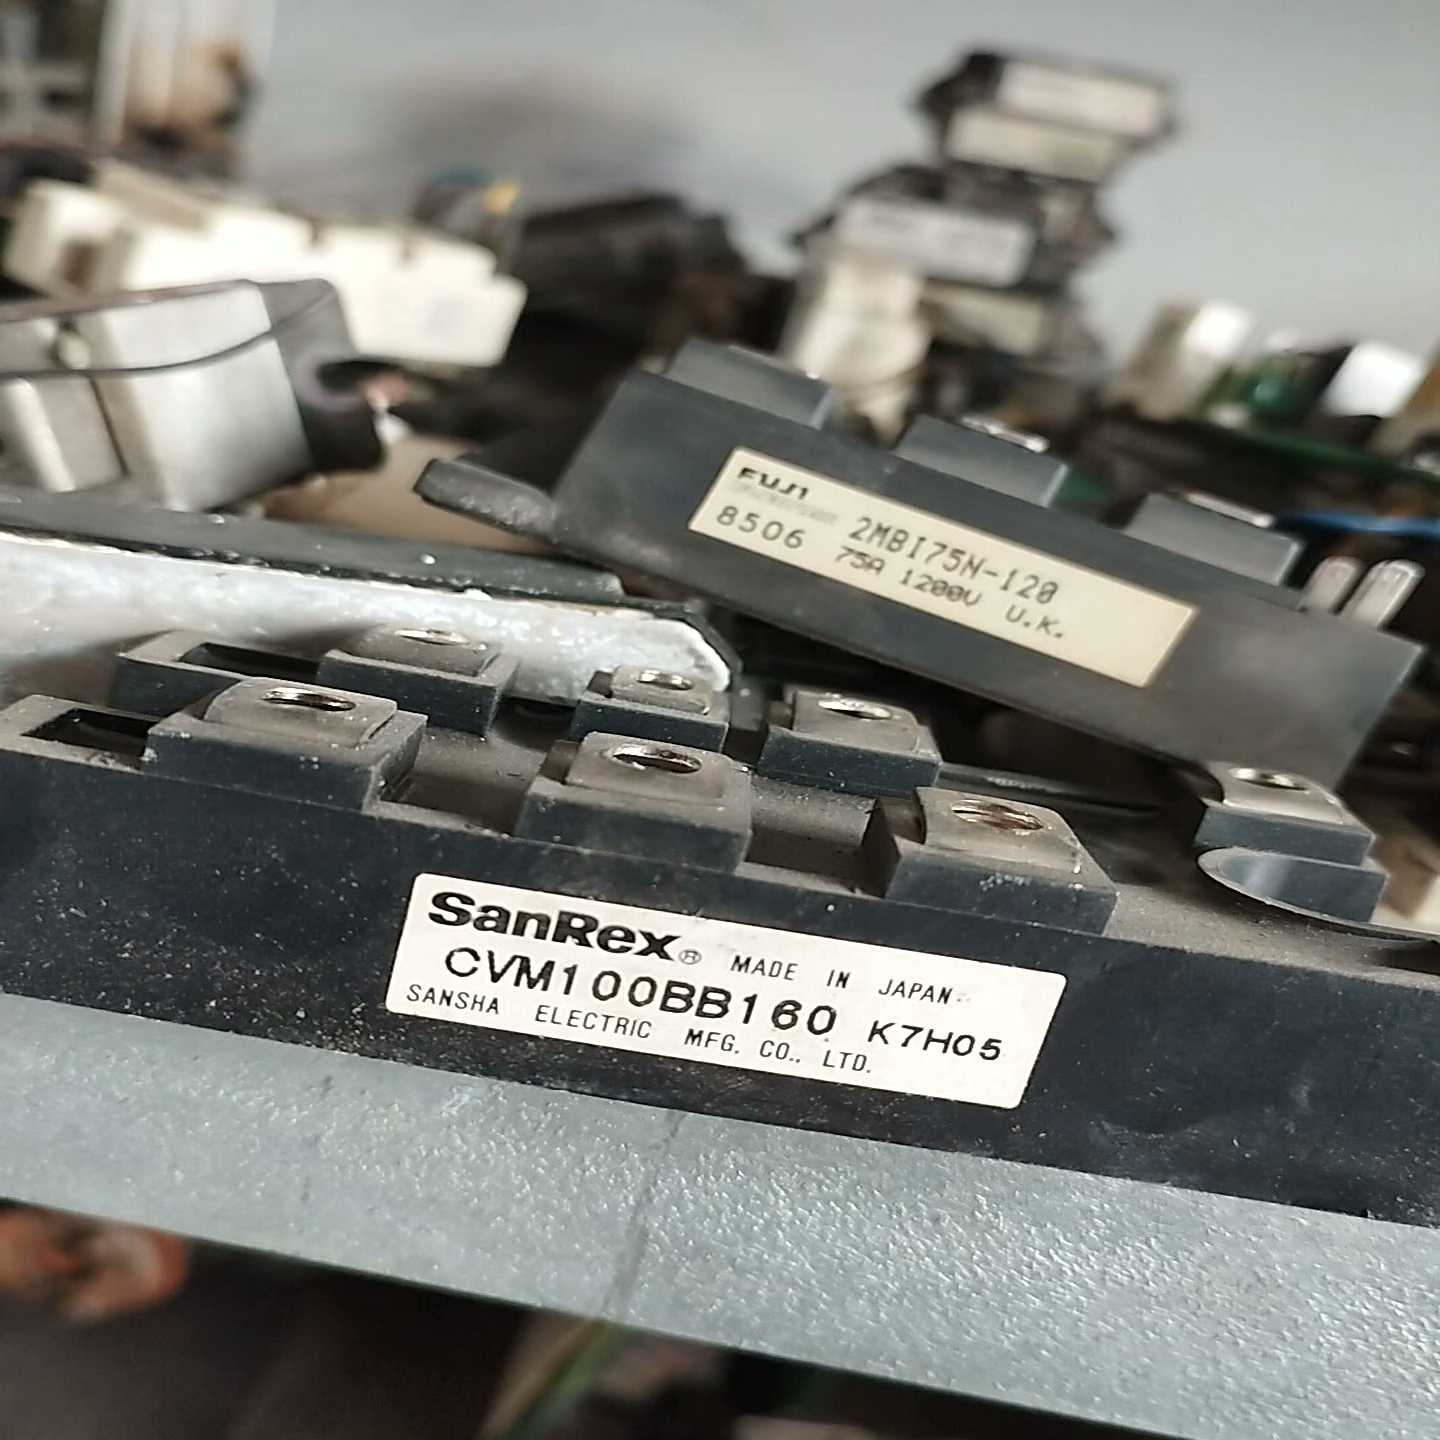 FUJI
8506 2MBI75N-120
75A 1200V U.K.
SanRex® MADE IN JAPAN
CVM100BB160 K7H05
SANSHA ELECTRIC MFG. CO., LTD.